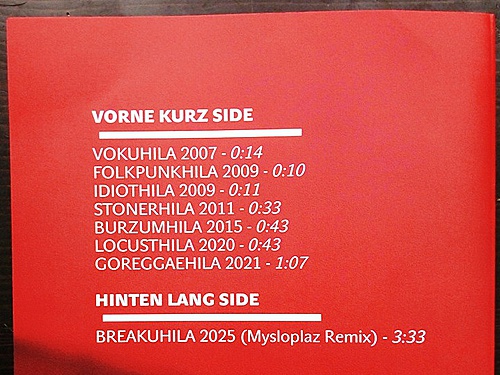 VORNE KURZ SIDE
VOKUHILA 2007 - 0:14
FOLKPUNKHILA 2009 - 0:10
IDIOTHILA 2009 - 0:11
STONERHILA 2011 - 0:33
BURZUMHILA 2015 - 0:43
LOCUSTHILA 2020 - 0:43
GOREGGAEHILA 2021 - 1:07
HINTEN LANG SIDE
BREAKUHILA 2025 (Mysloplaz Remix) - 3:33